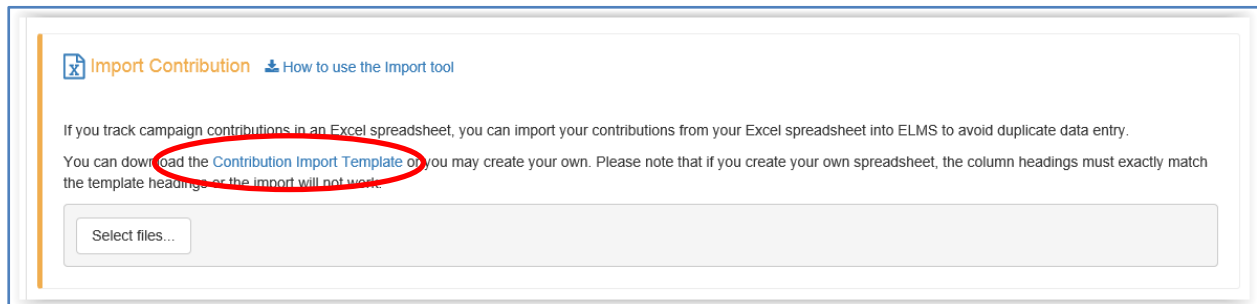 Import Contribution How to use the Import tool
If you track campaign contributions in an Excel spreadsheet, you can import your contributions from your Excel spreadsheet into ELMS to avoid duplicate data entry.
You can download the Contribution Import Template or you may create your own. Please note that if you create your own spreadsheet, the column headings must exactly match
the template headings or the import will not work.
Select files...